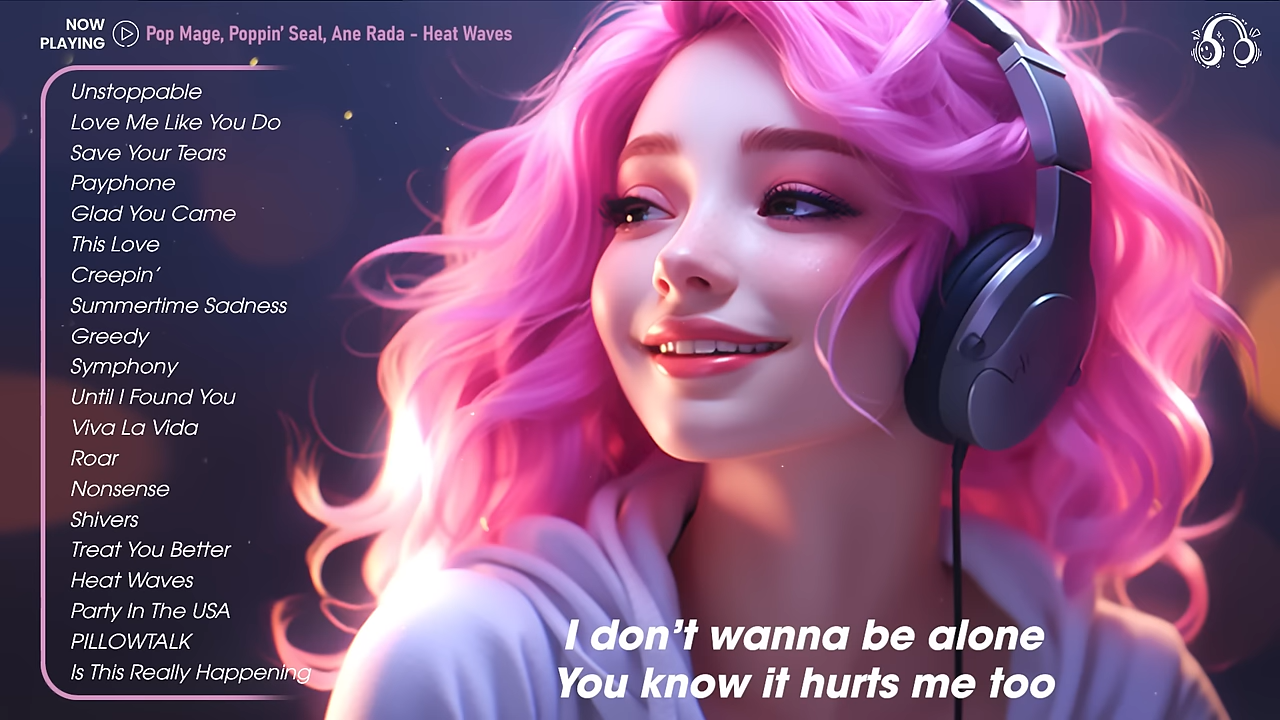 NOW
PLAYING
Pop Mage, Poppin' Seal, Ane Rada - Heat Waves
Unstoppable
Love Me Like You Do
Save Your Tears
Payphone
Glad You Came
This Love
Creepin'
Summertime Sadness
Greedy
Symphony
Until I Found You
Viva La Vida
Roar
Nonsense
Shivers
Treat You Better
Heat Waves
Party In The USA
PILLOWTALK
Is This Really Happening
I don't wanna be alone
You know it hurts me too